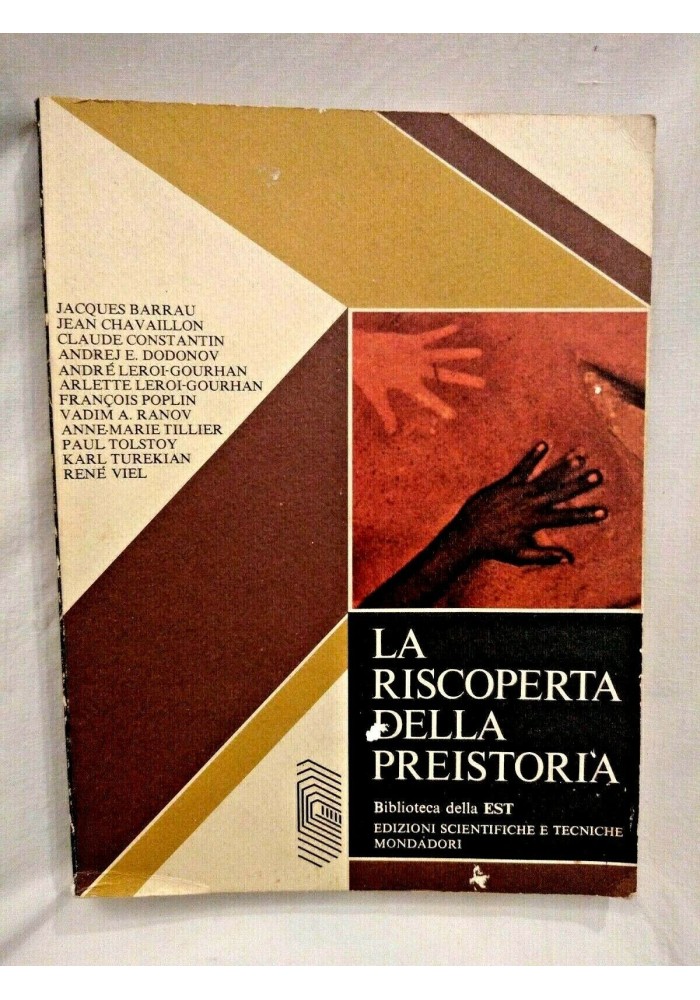 JACQUES BARRAU
JEAN CHAVAILLON
CLAUDE CONSTANTIN
ANDREJ E. DODONOV
ANDRÉ LEROI-GOURHAN
ARLETTE LEROI-GOURHAN
FRANÇOIS POPLIN
VADIM A. RANOV
ANNE-MARIE TILLIER
PAUL TOLSTOY
KARL TUREKIAN
RENÉ VIEL
LA
RISCOPERTA
DELLA
PREISTORIA
Biblioteca della EST
EDIZIONI SCIENTIFICHE E TECNICHE
MONDADORI